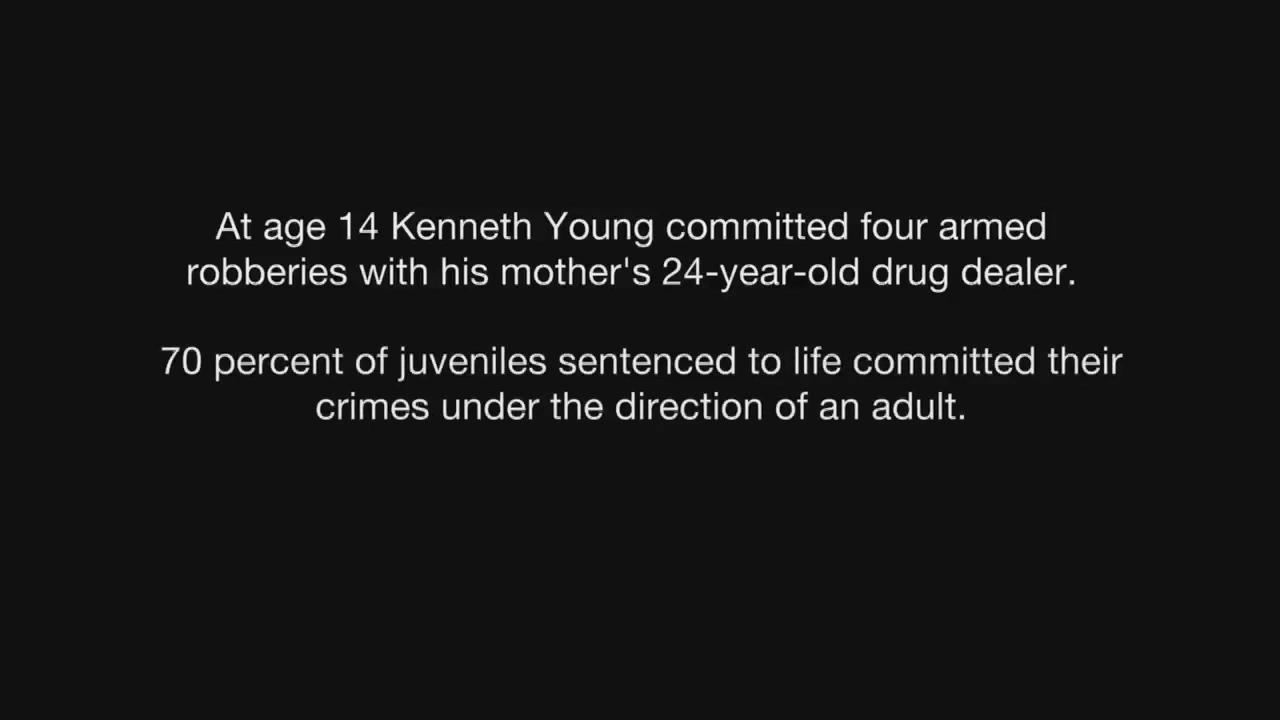 At age 14 Kenneth Young committed four armed
robberies with his mother's 24-year-old drug dealer.
70 percent of juveniles sentenced to life committed their
crimes under the direction of an adult.